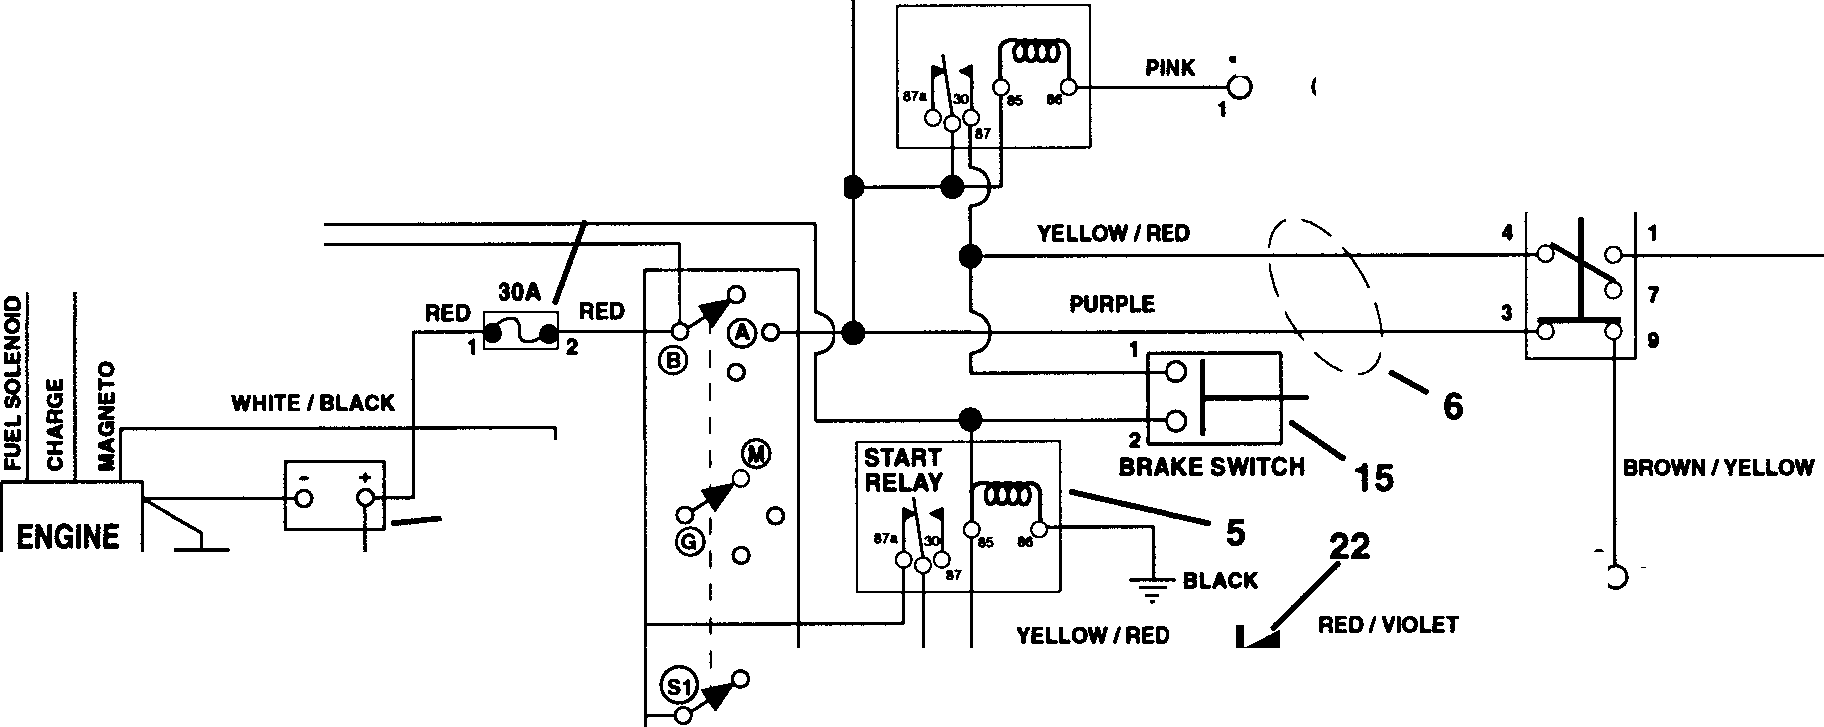 PINK
1
87a
30
87
85
86
YELLOW / RED
4
1
7
PURPLE
3
9
30A
RED
RED
1
2
A
B
1
2
BRAKE SWITCH
6
15
WHITE / BLACK
FUEL SOLENOID
CHARGE
MAGNETO
-
+
ENGINE
M
G
START
RELAY
87a
30
87
85
86
5
BLACK
22
BROWN / YELLOW
YELLOW / RED
RED / VIOLET
S1